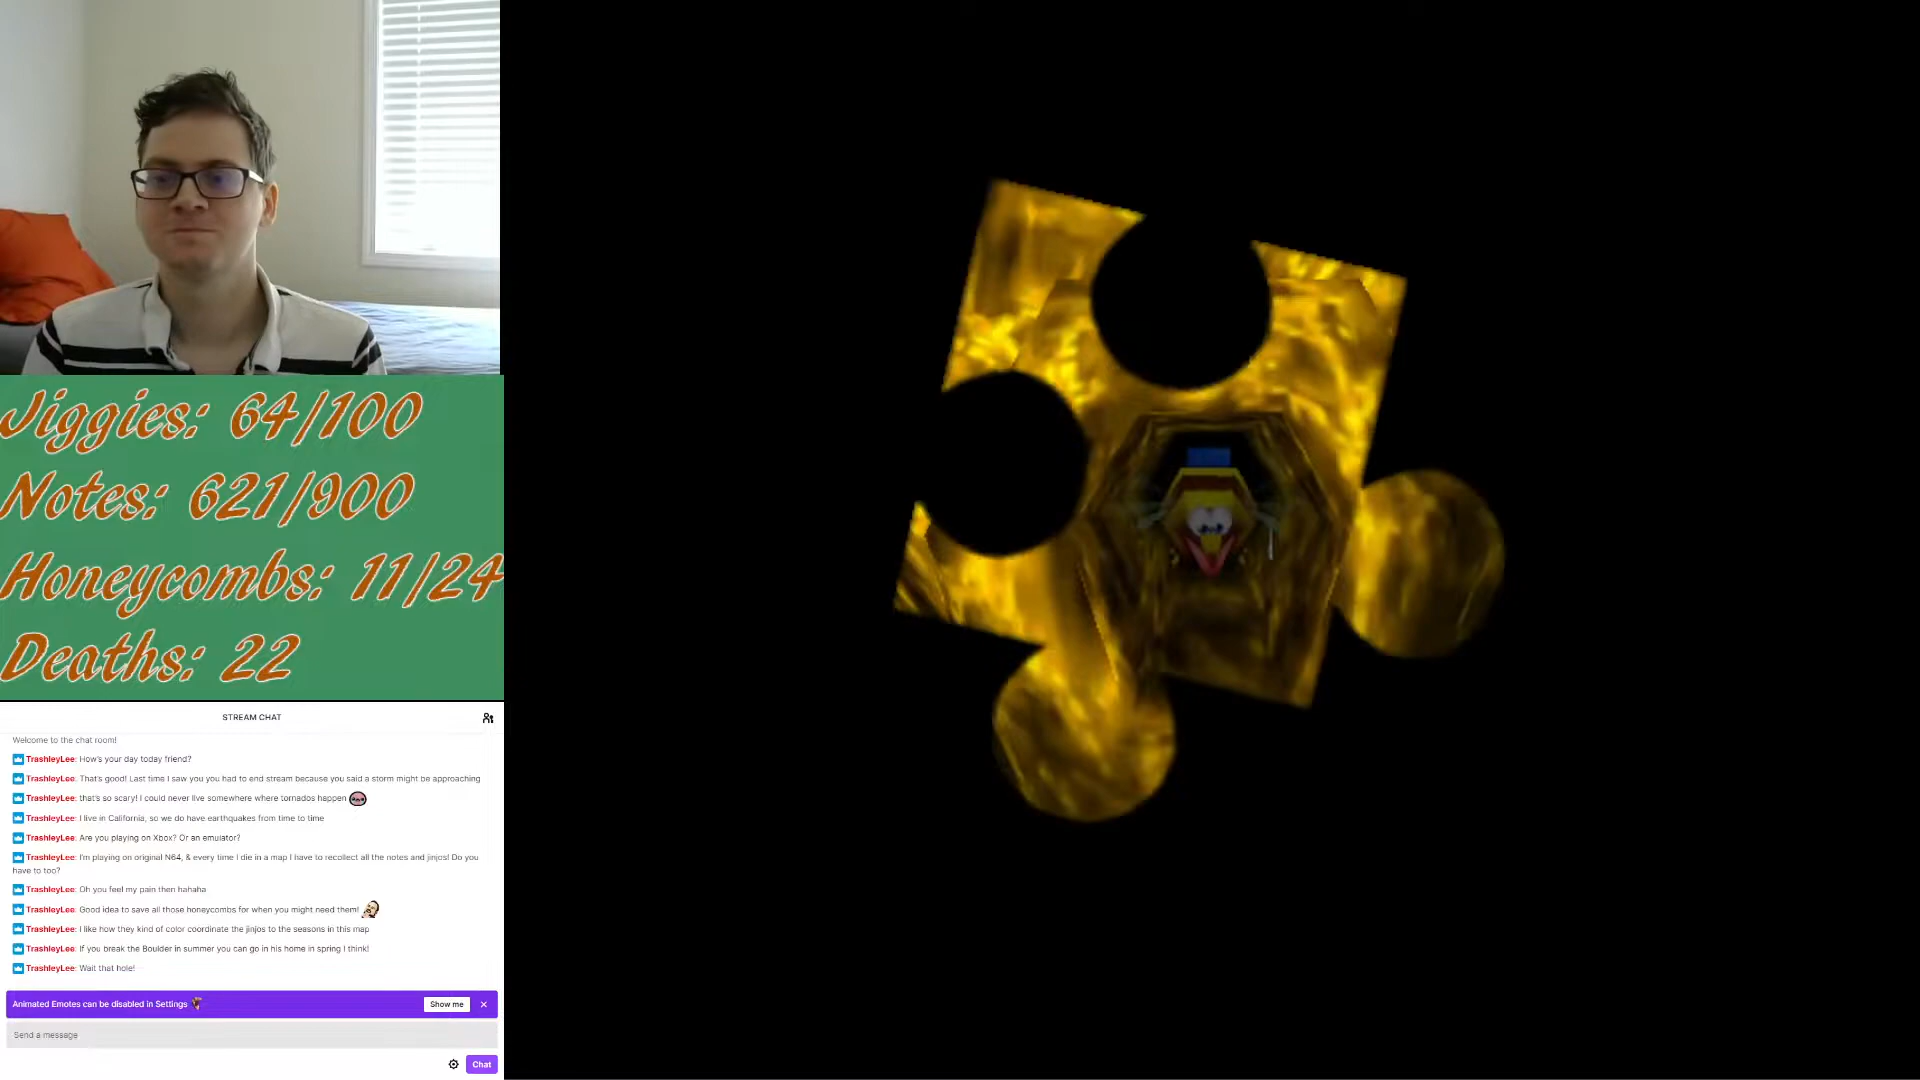 Jiggies: 64/100
Notes: 621/900
Honeycombs: 11/24
Deaths: 22
STREAM CHAT
Welcome to the chat room!
TrashleyLee: How's your day today friend?
TrashleyLee: That's good! Last time I saw you you had to end stream because you said a storm might be approaching
TrashleyLee: that's so scary! I could never live somewhere where tornados happen
TrashleyLee: I live in California, so we do have earthquakes from time to time
TrashleyLee: Are you playing on Xbox? Or an emulator?
TrashleyLee: I'm playing on original N64, & every time I die in a map I have to recollect all the notes and jinjos! Do you
have to too?
TrashleyLee: Oh you feel my pain then hahaha
TrashleyLee: Good idea to save all those honeycombs for when you might need them!
TrashleyLee: I like how they kind of color coordinate the jinjos to the seasons in this map
TrashleyLee: If you break the Boulder in summer you can go in his home in spring I think!
TrashleyLee: Wait that hole!
Animated Emotes can be disabled in Settings
Show me
Send a message
Chat